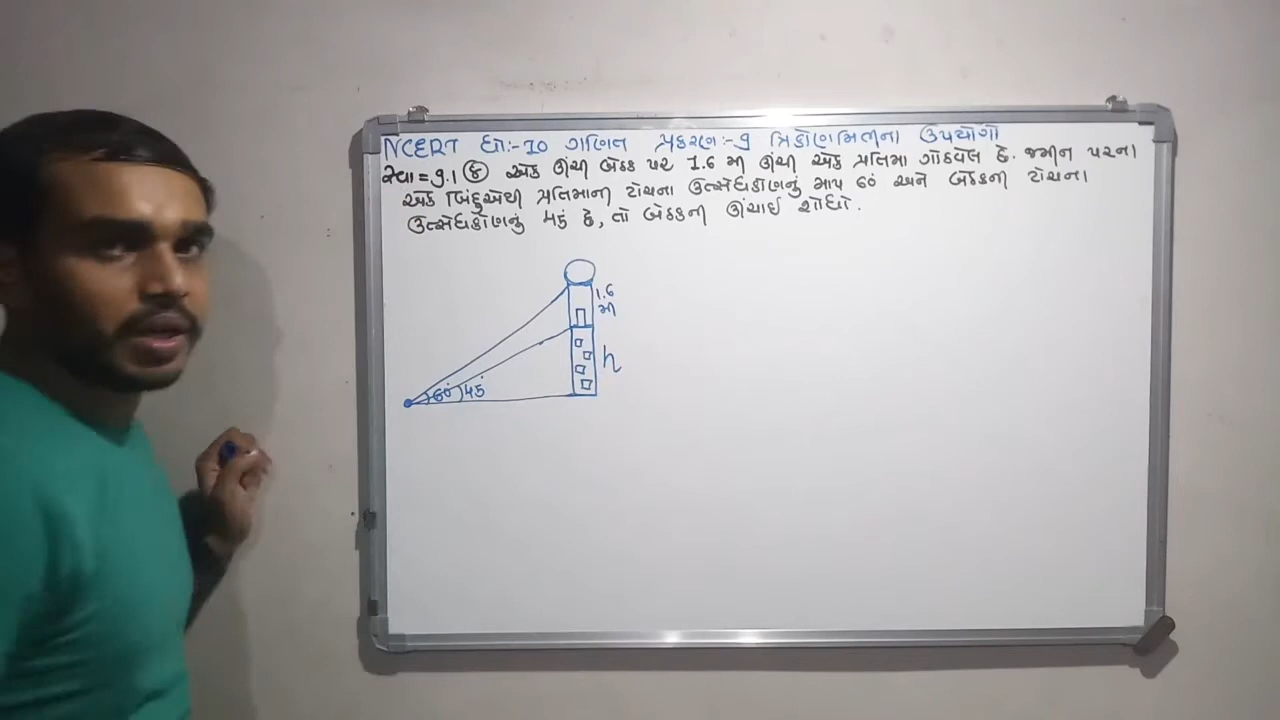 NCERT ધો:-10 ગણિત પ્રકરણ:-9 ત્રિકોણમિતીના ઉપયોગો
સ્વા=9.1 (8) એક ઊંચી બેઠક પર 1.6 મી ઊંચી એક પ્રતિમા ગોઠવેલ છે. જમીન પરના
એક બિંદુએથી પ્રતિમાની ટોચના ઉત્સેધકોણનું માપ 60° અને બેઠકની ટોચના
ઉત્સેધકોણનું 45° છે, તો બેઠકની ઊંચાઈ શોધો.
1.6
મી
h
60° 45°